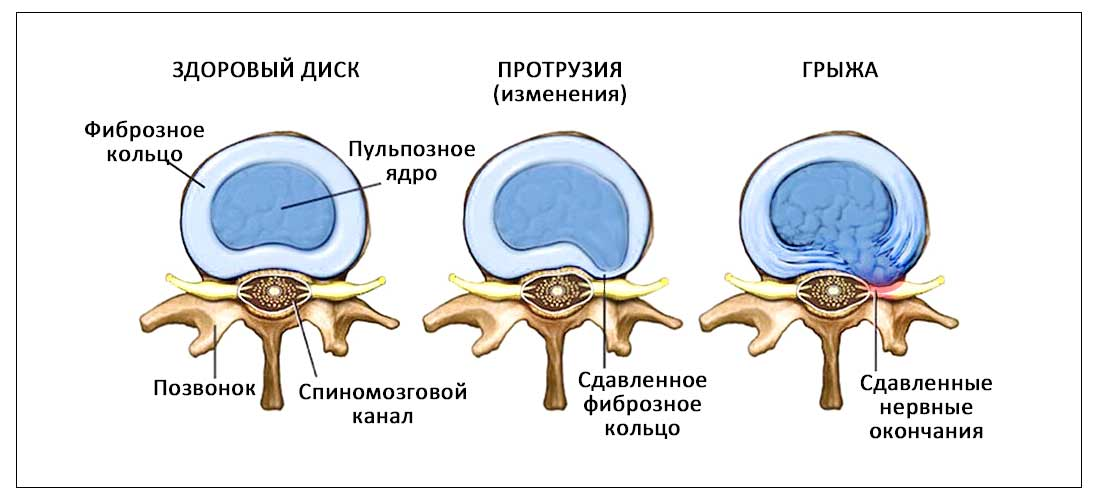 ЗДОРОВЫЙ ДИСК
Фиброзное
кольцо
Пульпозное
ядро
Позвонок
Спиномозговой
канал
ПРОТРУЗИЯ
(изменения)
Сдавленное
фиброзное
кольцо
ГРЫЖА
Сдавленные
нервные
окончания